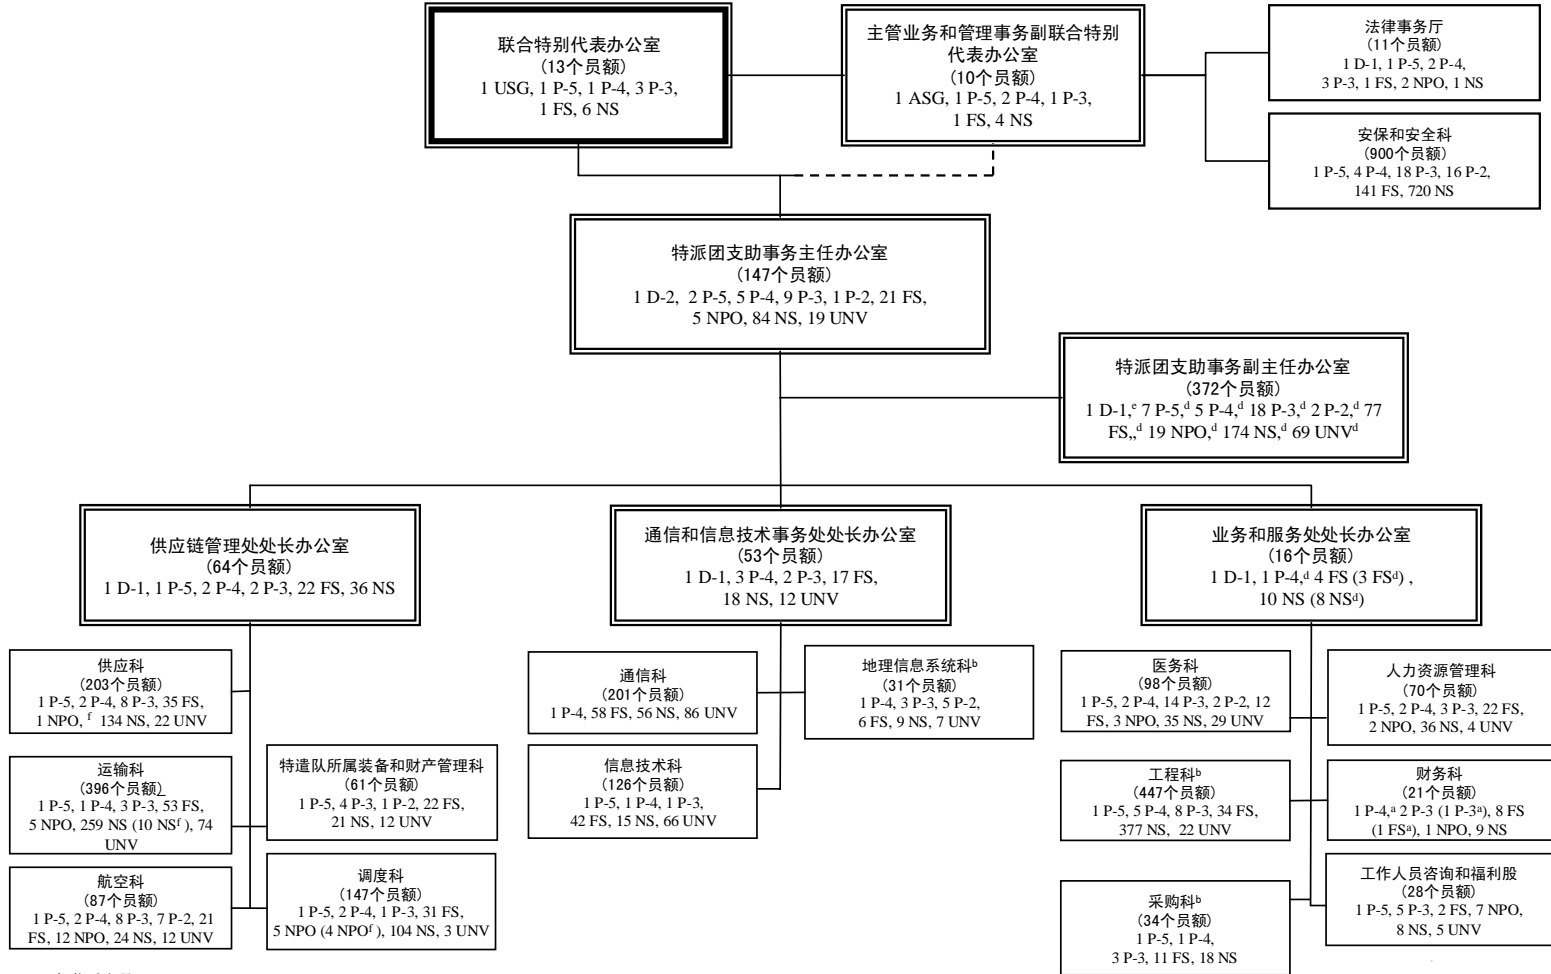 联合特别代表办公室
(13个员额)
1 USG, 1 P-5, 1 P-4, 3 P-3,
1 FS, 6 NS
主管业务和管理事务副联合特别
代表办公室
(10个员额)
1 ASG, 1 P-5, 2 P-4, 1 P-3,
1 FS, 4 NS
法律事务厅
(11个员额)
1 D-1, 1 P-5, 2 P-4,
3 P-3, 1 FS, 2 NPO, 1 NS
安保和安全科
(900个员额)
1 P-5, 4 P-4, 18 P-3, 16 P-2,
141 FS, 720 NS
特派团支助事务主任办公室
(147个员额)
1 D-2, 2 P-5, 5 P-4, 9 P-3, 1 P-2, 21 FS,
5 NPO, 84 NS, 19 UNV
特派团支助事务副主任办公室
(372个员额)
1 D-1,ᵉ 7 P-5,ᵈ 5 P-4,ᵈ 18 P-3,ᵈ 2 P-2,ᵈ 77
FS,,ᵈ 19 NPO,ᵈ 174 NS,ᵈ 69 UNVᵈ
供应链管理处处长办公室
(64个员额)
1 D-1, 1 P-5, 2 P-4, 2 P-3, 22 FS, 36 NS
通信和信息技术事务处处长办公室
(53个员额)
1 D-1, 3 P-4, 2 P-3, 17 FS,
18 NS, 12 UNV
业务和服务处处长办公室
(16个员额)
1 D-1, 1 P-4,ᵈ 4 FS (3 FSᵈ) ,
10 NS (8 NSᵈ)
供应科
(203个员额)
1 P-5, 2 P-4, 8 P-3, 35 FS,
1 NPO, ᶠ 134 NS, 22 UNV
运输科
(396个员额)
1 P-5, 1 P-4, 3 P-3, 53 FS,
5 NPO, 259 NS (10 NSᶠ ), 74
UNV
特遣队所属装备和财产管理科
(61个员额)
1 P-5, 4 P-3, 1 P-2, 22 FS,
21 NS, 12 UNV
航空科
(87个员额)
1 P-5, 2 P-4, 8 P-3, 7 P-2, 21
FS, 12 NPO, 24 NS, 12 UNV
调度科
(147个员额)
1 P-5, 2 P-4, 1 P-3, 31 FS,
5 NPO (4 NPOᶠ ), 104 NS, 3 UNV
通信科
(201个员额)
1 P-4, 58 FS, 56 NS, 86 UNV
地理信息系统科ᵇ
(31个员额)
1 P-4, 3 P-3, 5 P-2,
6 FS, 9 NS, 7 UNV
信息技术科
(126个员额)
1 P-5, 1 P-4, 1 P-3,
42 FS, 15 NS, 66 UNV
医务科
(98个员额)
1 P-5, 2 P-4, 14 P-3, 2 P-2, 12
FS, 3 NPO, 35 NS, 29 UNV
人力资源管理科
(70个员额)
1 P-5, 2 P-4, 3 P-3, 22 FS,
2 NPO, 36 NS, 4 UNV
工程科ᵇ
(447个员额)
1 P-5, 5 P-4, 8 P-3, 34 FS,
377 NS, 22 UNV
财务科
(21个员额)
1 P-4,ᵃ 2 P-3 (1 P-3ᵃ), 8 FS
(1 FSᵃ), 1 NPO, 9 NS
采购科ᵇ
(34个员额)
1 P-5, 1 P-4,
3 P-3, 11 FS, 18 NS
工作人员咨询和福利股
(28个员额)
1 P-5, 5 P-3, 2 FS, 7 NPO,
8 NS, 5 UNV